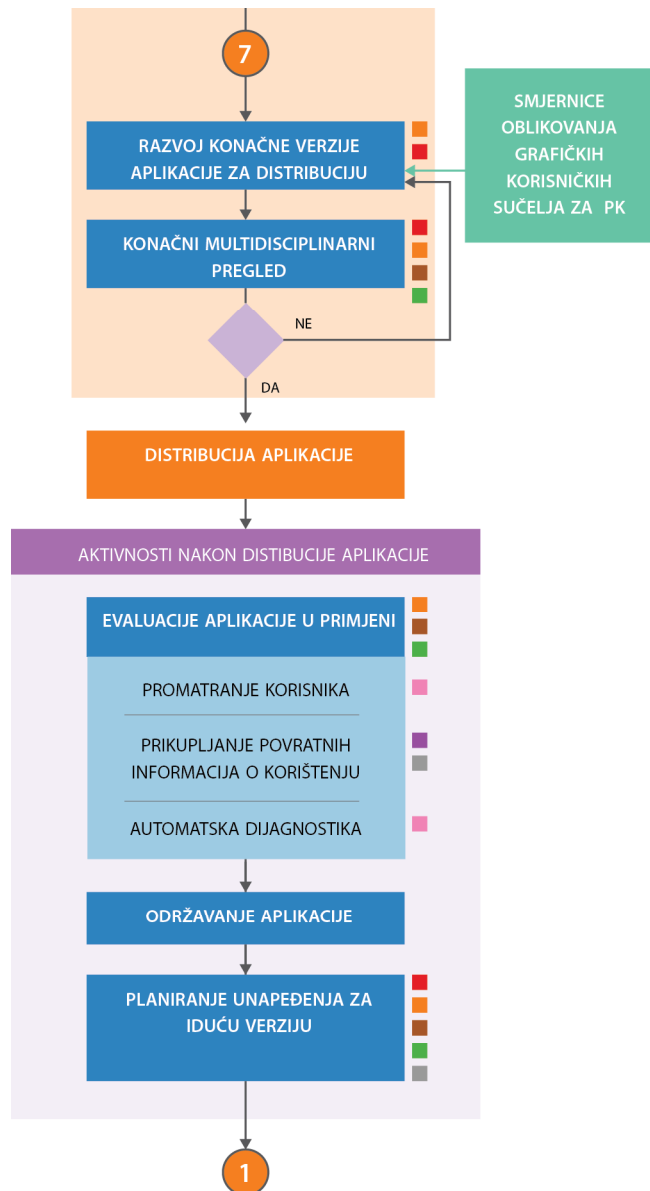 7
RAZVOJ KONAČNE VERZIJE
APLIKACIJE ZA DISTRIBUCIJU
SMJERNICE
OBLIKOVANJA
GRAFIČKIH
KORISNIČKIH
SUČELJA ZA PK
KONAČNI MULTIDISCIPLINARNI
PREGLED
NE
DA
DISTRIBUCIJA APLIKACIJE
AKTIVNOSTI NAKON DISTIBUCIJE APLIKACIJE
EVALUACIJE APLIKACIJE U PRIMJENI
PROMATRANJE KORISNIKA
PRIKUPLJANJE POVRATNIH
INFORMACIJA O KORIŠTENJU
AUTOMATSKA DIJAGNOSTIKA
ODRŽAVANJE APLIKACIJE
PLANIRANJE UNAPEĐENJA ZA
IDUĆU VERZIJU
1